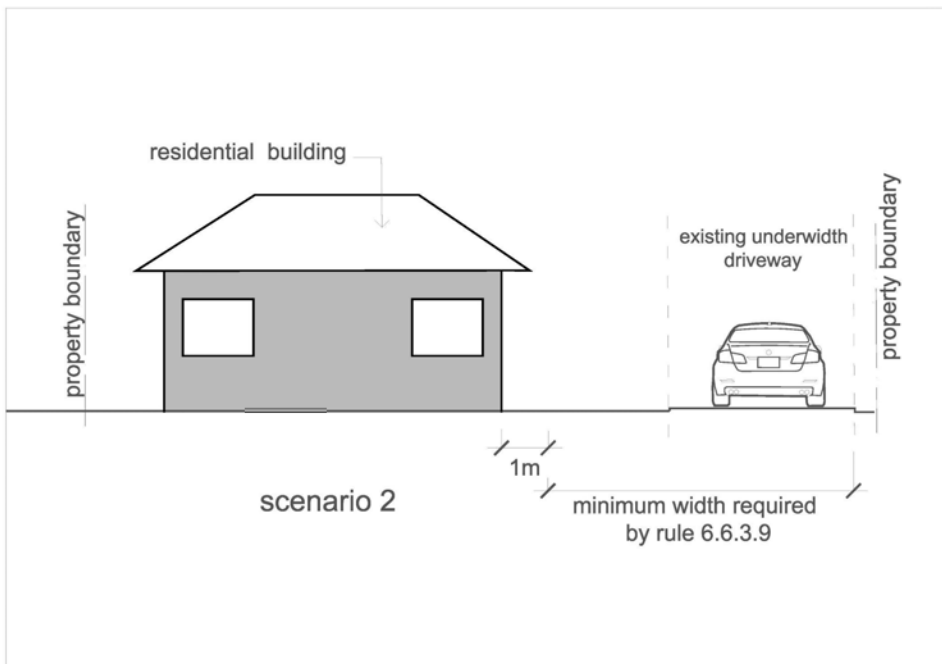 residential building
property boundary
existing underwidth
driveway
property boundary
1m
scenario 2
minimum width required
by rule 6.6.3.9